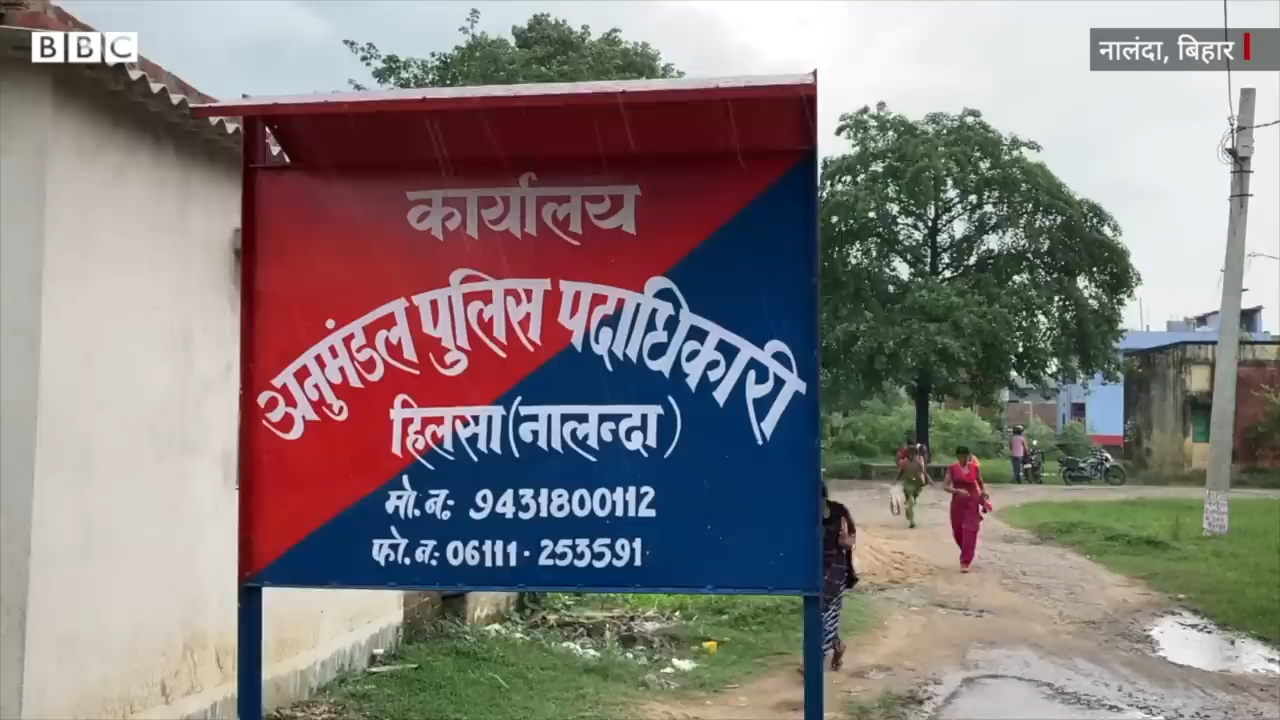 BBC
नालंदा, बिहार
कार्यालय
अनुमंडल पुलिस पदाधिकारी
हिलसा (नालन्दा)
मो. न.: 9431800112
फो. न.: 06111-253591